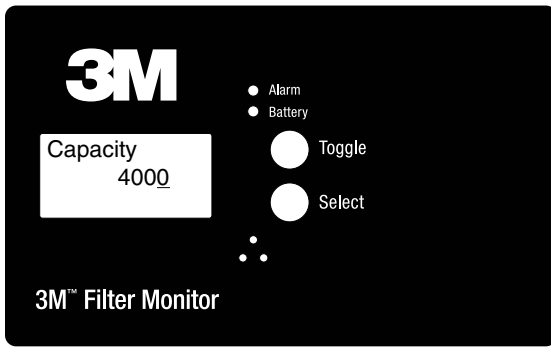 3M
Alarm
Battery
Capacity
4000
Toggle
Select
3M™ Filter Monitor